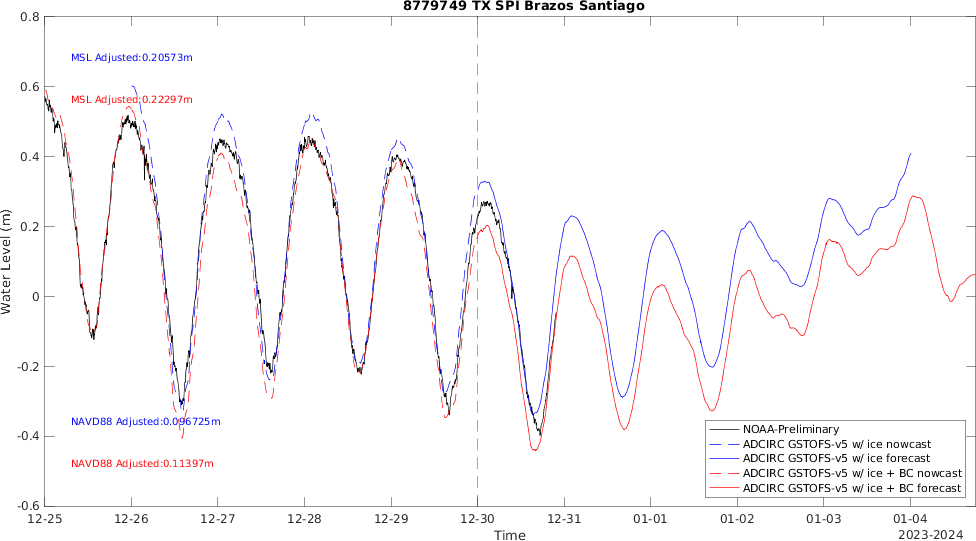 8779749 TX SPI Brazos Santiago
0.8
0.6
0.4
0.2
0
-0.2
-0.4
-0.6
Water Level (m)
MSL Adjusted:0.20573m
MSL Adjusted:0.22297m
NAVD88 Adjusted:0.096725m
NAVD88 Adjusted:0.11397m
NOAA-Preliminary
ADCIRC GSTOFS-v5 w/ ice nowcast
ADCIRC GSTOFS-v5 w/ ice forecast
ADCIRC GSTOFS-v5 w/ ice + BC nowcast
ADCIRC GSTOFS-v5 w/ ice + BC forecast
12-25 12-26 12-27 12-28 12-29 12-30 12-31 01-01 01-02 01-03 01-04
Time
2023-2024